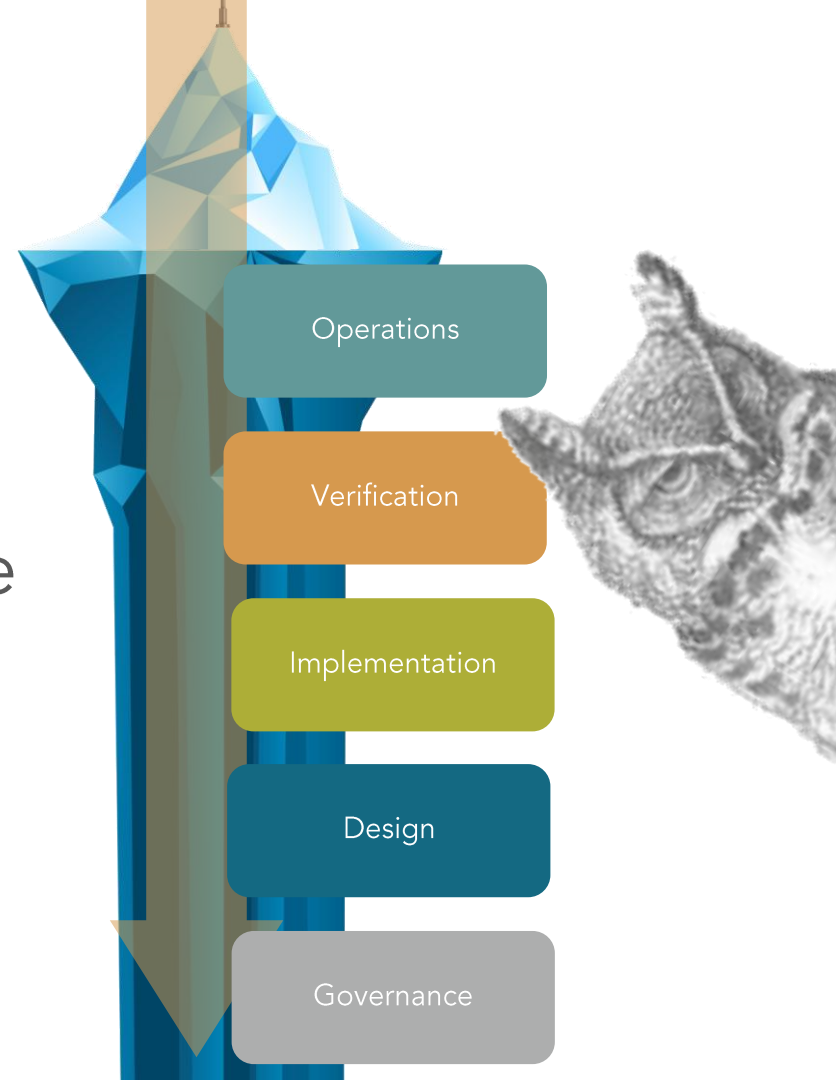 Operations
Verification
e
Implementation
Design
Governance